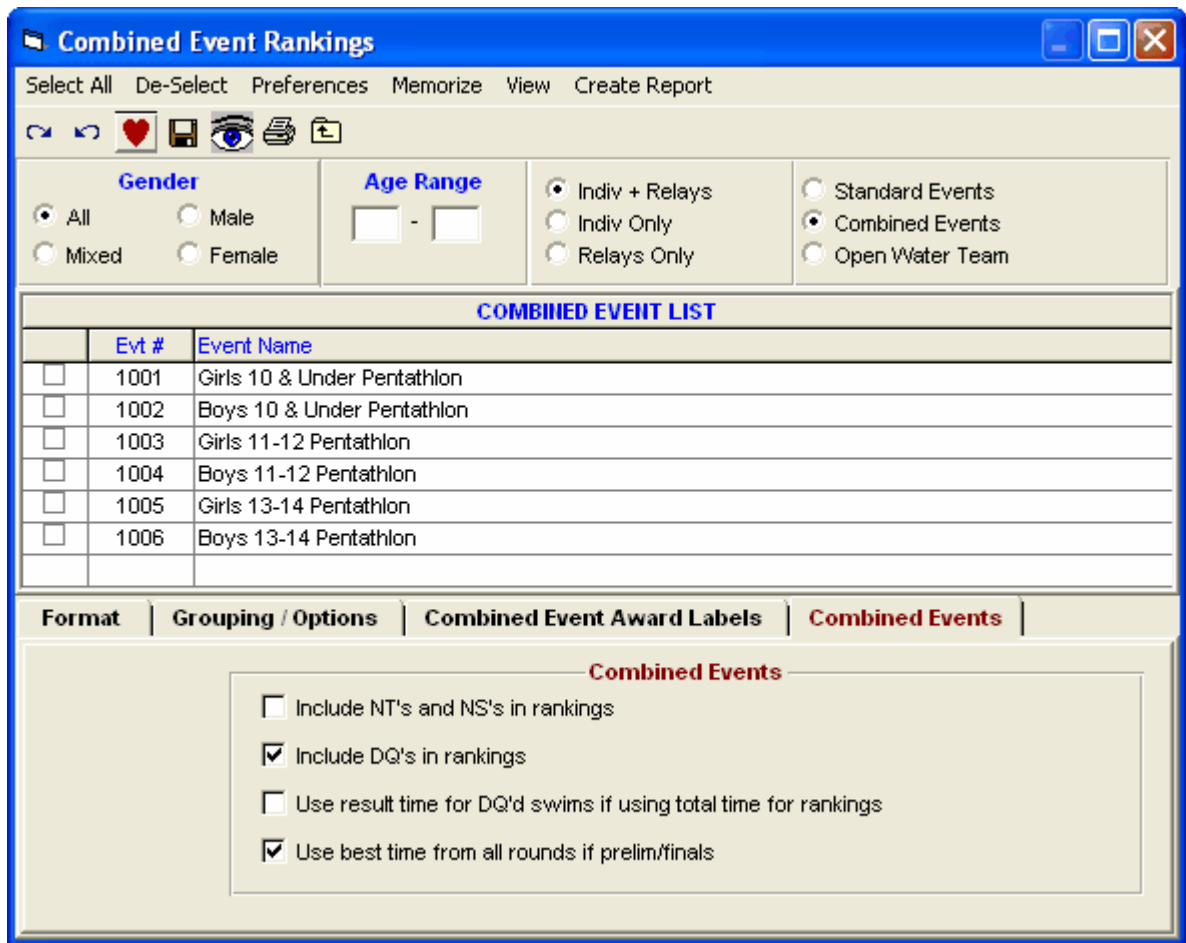 Combined Event Rankings
Select All De-Select Preferences Memorize View Create Report
Gender
All Male
Mixed Female
Age Range
-
Indiv + Relays
Indiv Only
Relays Only
Standard Events
Combined Events
Open Water Team
COMBINED EVENT LIST
Evt # Event Name
1001 Girls 10 & Under Pentathlon
1002 Boys 10 & Under Pentathlon
1003 Girls 11-12 Pentathlon
1004 Boys 11-12 Pentathlon
1005 Girls 13-14 Pentathlon
1006 Boys 13-14 Pentathlon
Format Grouping / Options Combined Event Award Labels Combined Events
Combined Events
Include NT's and NS's in rankings
Include DQ's in rankings
Use result time for DQ'd swims if using total time for rankings
Use best time from all rounds if prelim/finals